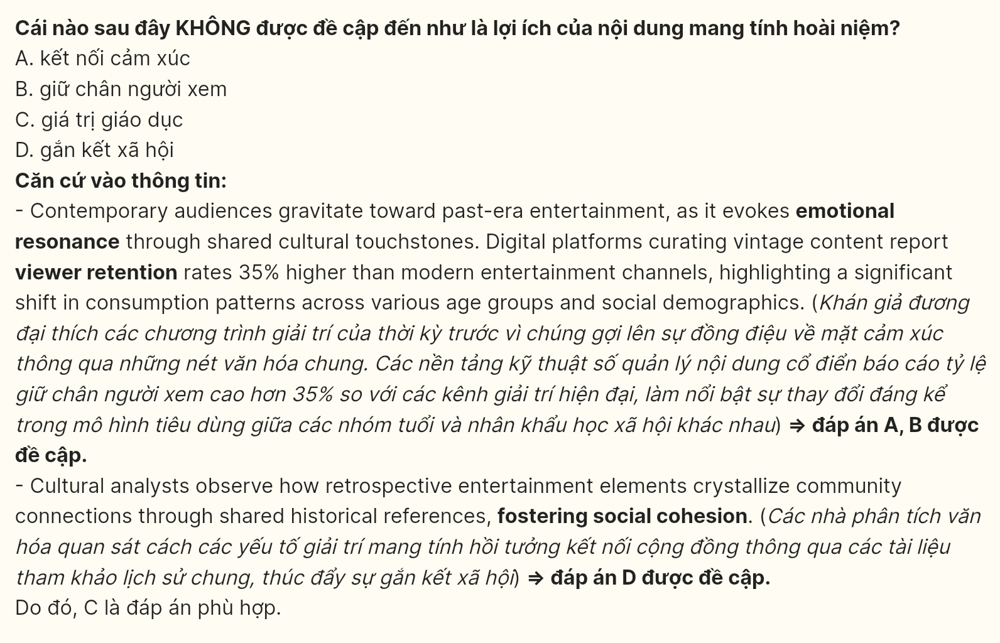 Cái nào sau đây KHÔNG được đề cập đến như là lợi ích của nội dung mang tính hoài niệm?
A. kết nối cảm xúc
B. giữ chân người xem
C. giá trị giáo dục
D. gắn kết xã hội
Căn cứ vào thông tin:
- Contemporary audiences gravitate toward past-era entertainment, as it evokes emotional
resonance through shared cultural touchstones. Digital platforms curating vintage content report
viewer retention rates 35% higher than modern entertainment channels, highlighting a significant
shift in consumption patterns across various age groups and social demographics. (Khán giả đương
đại thích các chương trình giải trí của thời kỳ trước vì chúng gợi lên sự đồng điệu về mặt cảm xúc
thông qua những nét văn hóa chung. Các nền tảng kỹ thuật số quản lý nội dung cổ điển báo cáo tỷ lệ
giữ chân người xem cao hơn 35% so với các kênh giải trí hiện đại, làm nổi bật sự thay đổi đáng kể
trong mô hình tiêu dùng giữa các nhóm tuổi và nhân khẩu học xã hội khác nhau) ⇒ đáp án A, B được
đề cập.
- Cultural analysts observe how retrospective entertainment elements crystallize community
connections through shared historical references, fostering social cohesion. (Các nhà phân tích văn
hóa quan sát cách các yếu tố giải trí mang tính hồi tưởng kết nối cộng đồng thông qua các tài liệu
tham khảo lịch sử chung, thúc đẩy sự gắn kết xã hội) ⇒ đáp án D được đề cập.
Do đó, C là đáp án phù hợp.